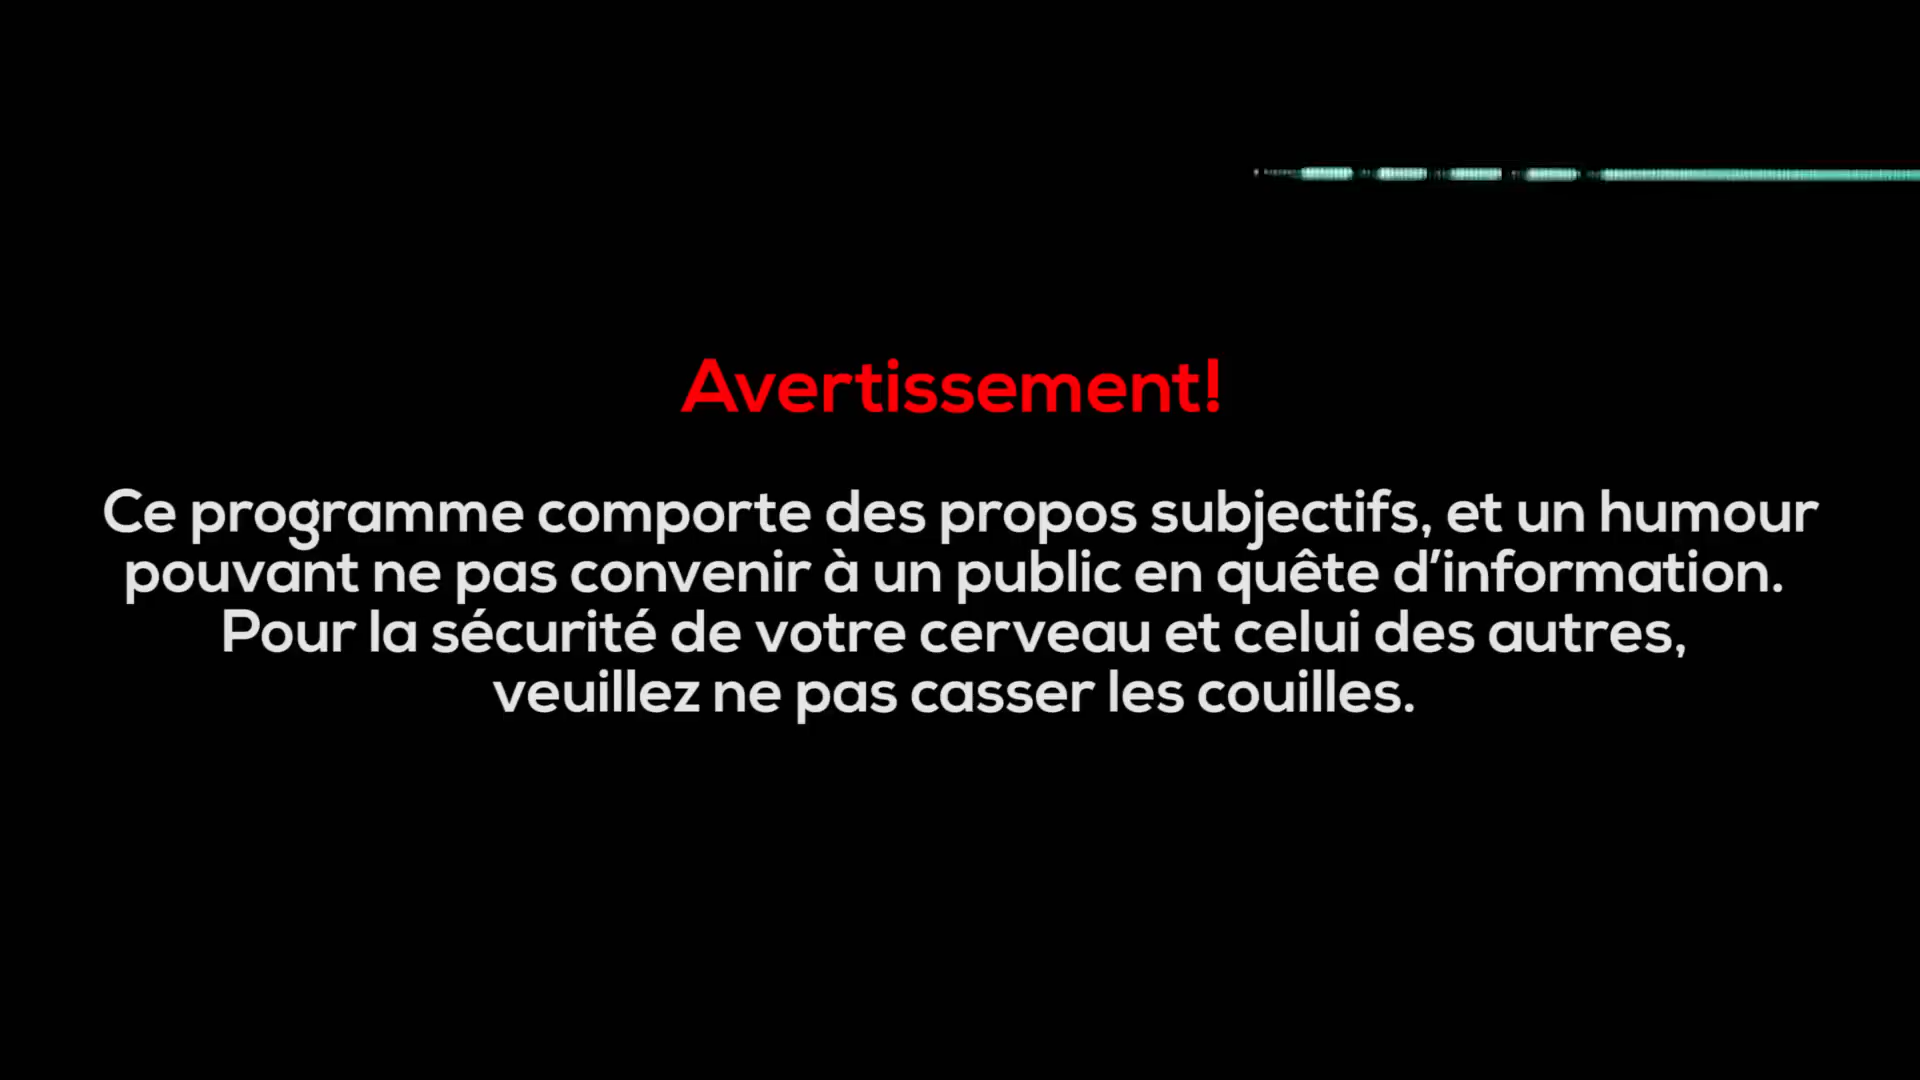 Avertissement!
Ce programme comporte des propos subjectifs, et un humour
pouvant ne pas convenir à un public en quête d’information.
Pour la sécurité de votre cerveau et celui des autres,
veuillez ne pas casser les couilles.